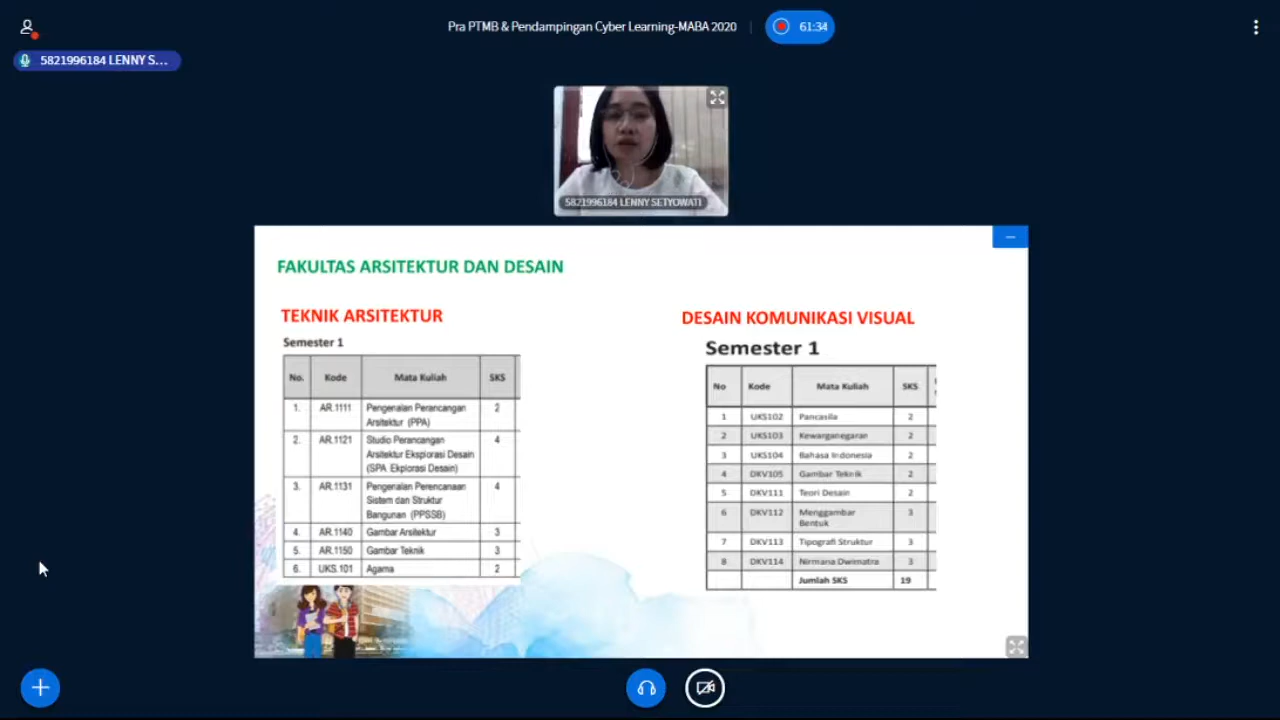 Pra PTMB & Pendampingan Cyber Learning-MABA 2020
61:34
5821996184 LENNY S...
5821996184 LENNY SETYOWATI
FAKULTAS ARSITEKTUR DAN DESAIN
TEKNIK ARSITEKTUR
Semester 1
No. Kode Mata Kuliah SKS
1. AR.1111 Pengenalan Perancangan 2
Arsitektur (PPA)
2. AR.1121 Studio Perancangan 4
Arsitektur Eksplorasi Desain
(SPA Ekplorasi Desain)
3. AR.1131 Pengenalan Perencanaan 4
Sistem dan Struktur
Bangunan (PPSSB)
4. AR.1140 Gambar Arsitektur 3
5. AR.1150 Gambar Teknik 3
6. UKS.101 Agama 2
DESAIN KOMUNIKASI VISUAL
Semester 1
No Kode Mata Kuliah SKS
1 UKS102 Pancasila 2
2 UKS103 Kewarganegaran 2
3 UKS104 Bahasa Indonesia 2
4 DKV105 Gambar Teknik 2
5 DKV111 Teori Desain 2
6 DKV112 Menggambar 3
Bentuk
7 DKV113 Tipografi Struktur 3
8 DKV114 Nirmana Dwimatra 3
Jumlah SKS 19